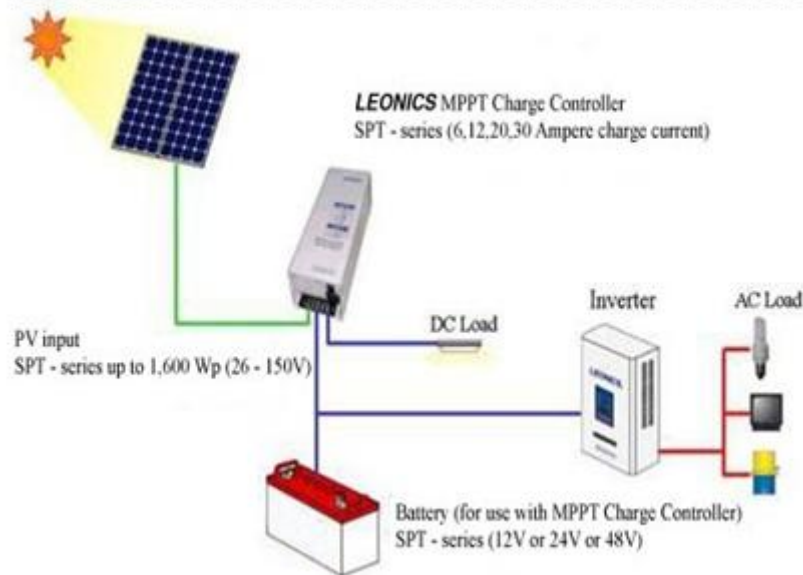 LEONICS MPPT Charge Controller
SPT - series (6,12,20,30 Ampere charge current)
Inverter
AC Load
DC Load
PV input
SPT - series up to 1,600 Wp (26 - 150V)
LEONICS
Battery (for use with MPPT Charge Controller)
SPT - series (12V or 24V or 48V)